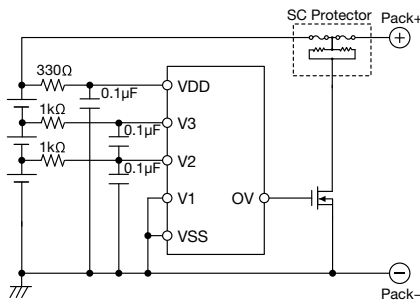 SC Protector
Pack+
330Ω
0.1µF
VDD
1kΩ
0.1µF
V3
1kΩ
0.1µF
V2
V1
OV
VSS
Pack−